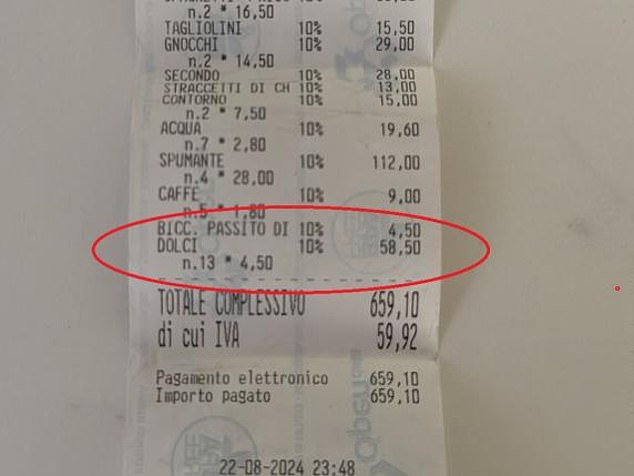 n.2 * 16,50
TAGLIOLINI 10% 15,50
GNOCCHI 10% 29,00
n.2 * 14,50
SECONDO 10% 28,00
STRACCETTI DI CH 10% 13,00
CONTORNO 10% 15,00
n.2 * 7,50
ACQUA 10% 19,60
n.7 * 2,80
SPUMANTE 10% 112,00
n.4 * 28,00
CAFFE 10% 9,00
n.5 * 1,80
BICC. PASSITO DI 10% 4,50
DOLCI 10% 58,50
n.13 * 4,50
TOTALE COMPLESSIVO 659,10
di cui IVA 59,92
Pagamento elettronico 659,10
Importo pagato 659,10
22-08-2024 23:48